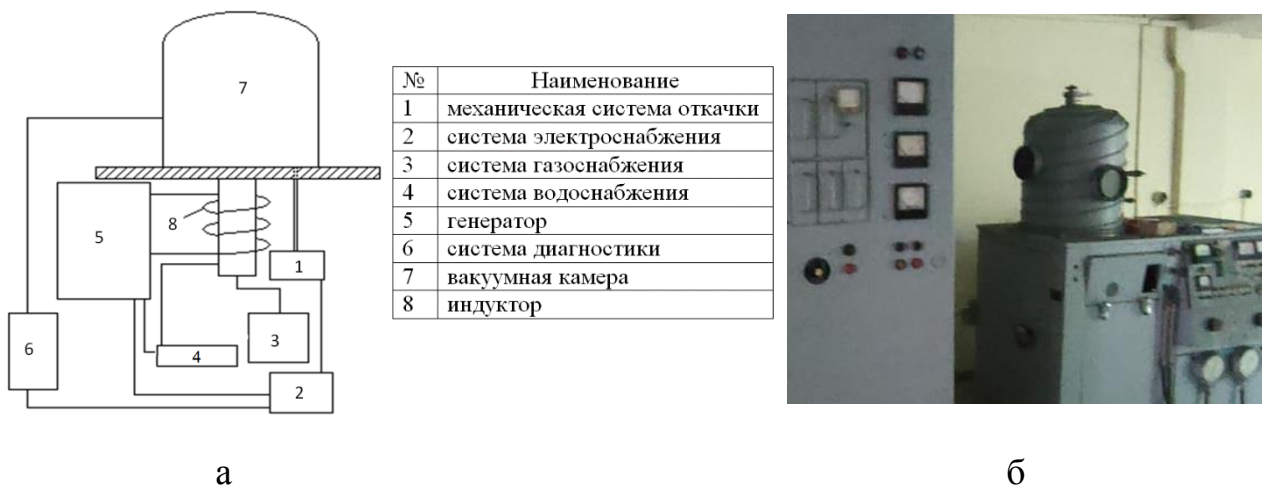 7
5
8
1
6
4
3
2
№ Наименование
1 механическая система откачки
2 система электроснабжения
3 система газоснабжения
4 система водоснабжения
5 генератор
6 система диагностики
7 вакуумная камера
8 индуктор
а
б